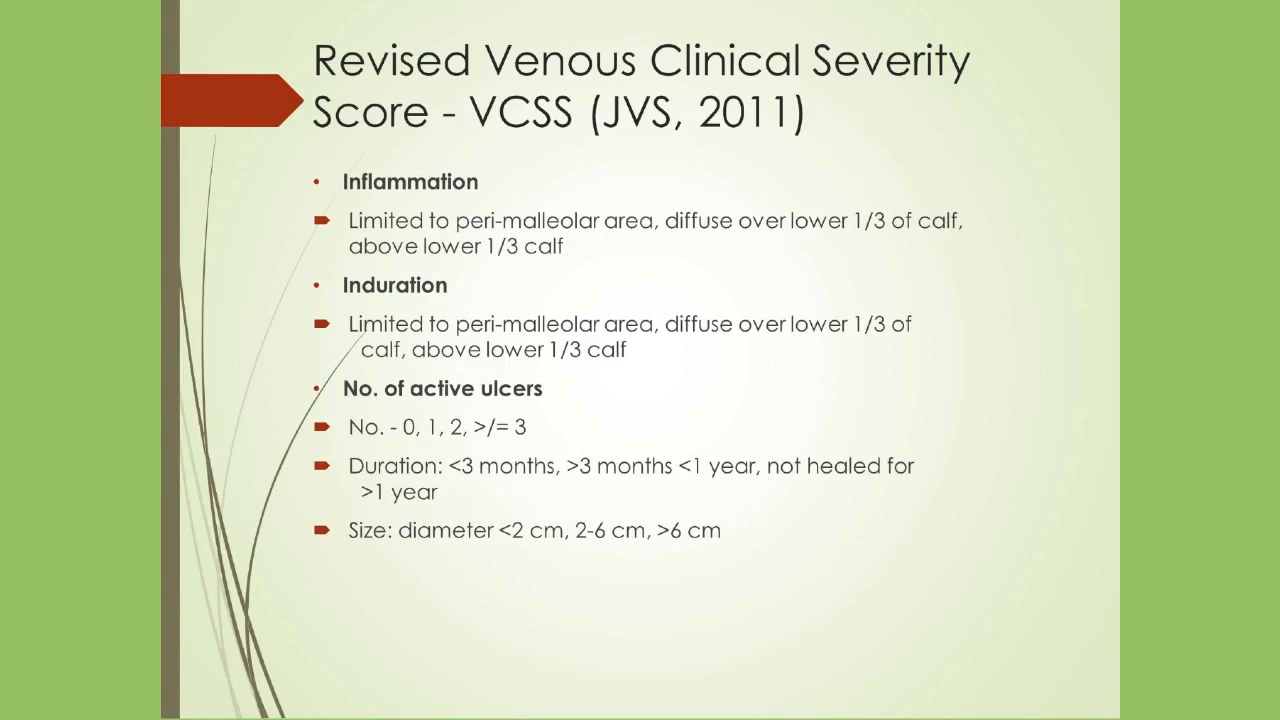 Revised Venous Clinical Severity
Score - VCSS (JVS, 2011)
• Inflammation
Limited to peri-malleolar area, diffuse over lower 1/3 of calf,
above lower 1/3 calf
• Induration
Limited to peri-malleolar area, diffuse over lower 1/3 of
calf, above lower 1/3 calf
• No. of active ulcers
No. - 0, 1, 2, >/= 3
Duration: <3 months, >3 months <1 year, not healed for
>1 year
Size: diameter <2 cm, 2-6 cm, >6 cm